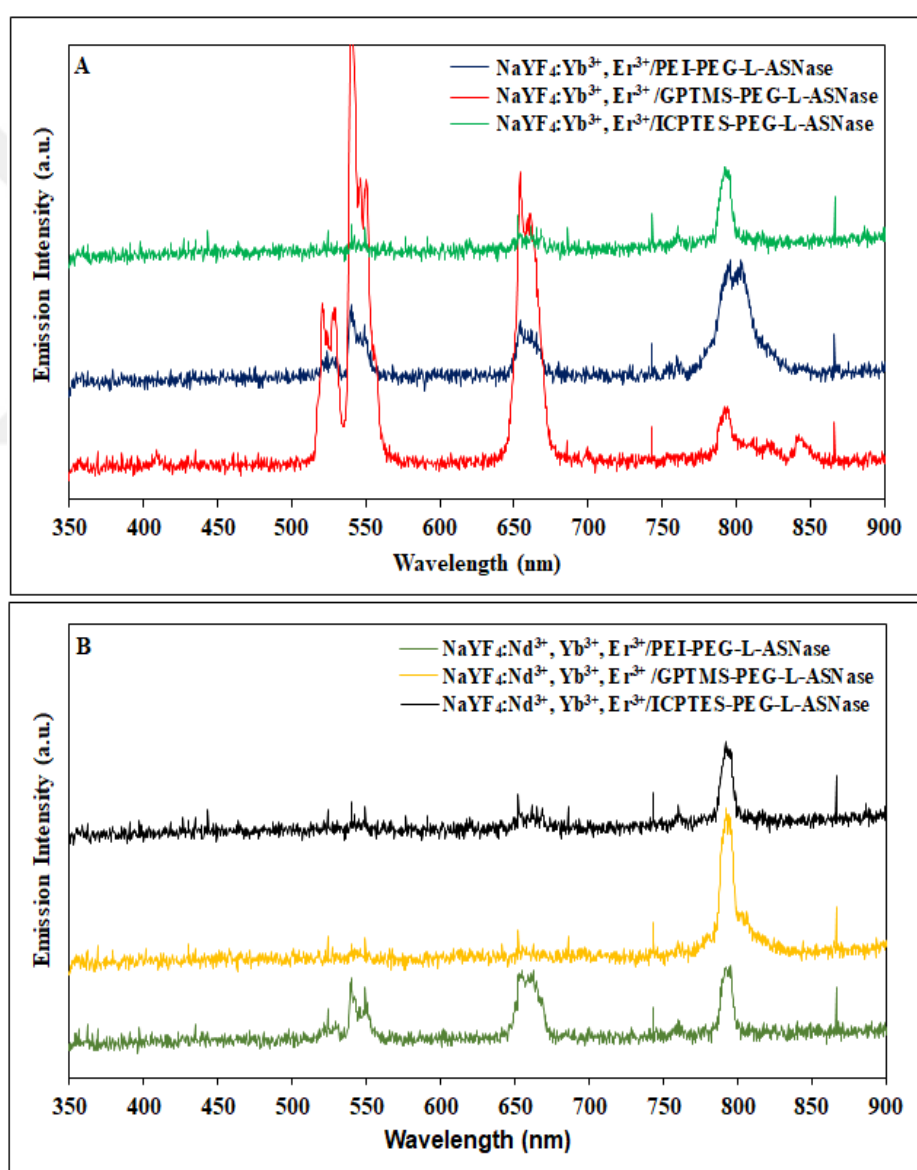 A
NaYF₄:Yb³⁺, Er³⁺/PEI-PEG-L-ASNase
NaYF₄:Yb³⁺, Er³⁺ /GPTMS-PEG-L-ASNase
NaYF₄:Yb³⁺, Er³⁺/ICPTES-PEG-L-ASNase
Emission Intensity (a.u.)
350 400 450 500 550 600 650 700 750 800 850 900
Wavelength (nm)
B
NaYF₄:Nd³⁺, Yb³⁺, Er³⁺/PEI-PEG-L-ASNase
NaYF₄:Nd³⁺, Yb³⁺, Er³⁺ /GPTMS-PEG-L-ASNase
NaYF₄:Nd³⁺, Yb³⁺, Er³⁺/ICPTES-PEG-L-ASNase
Emission Intensity (a.u.)
350 400 450 500 550 600 650 700 750 800 850 900
Wavelength (nm)